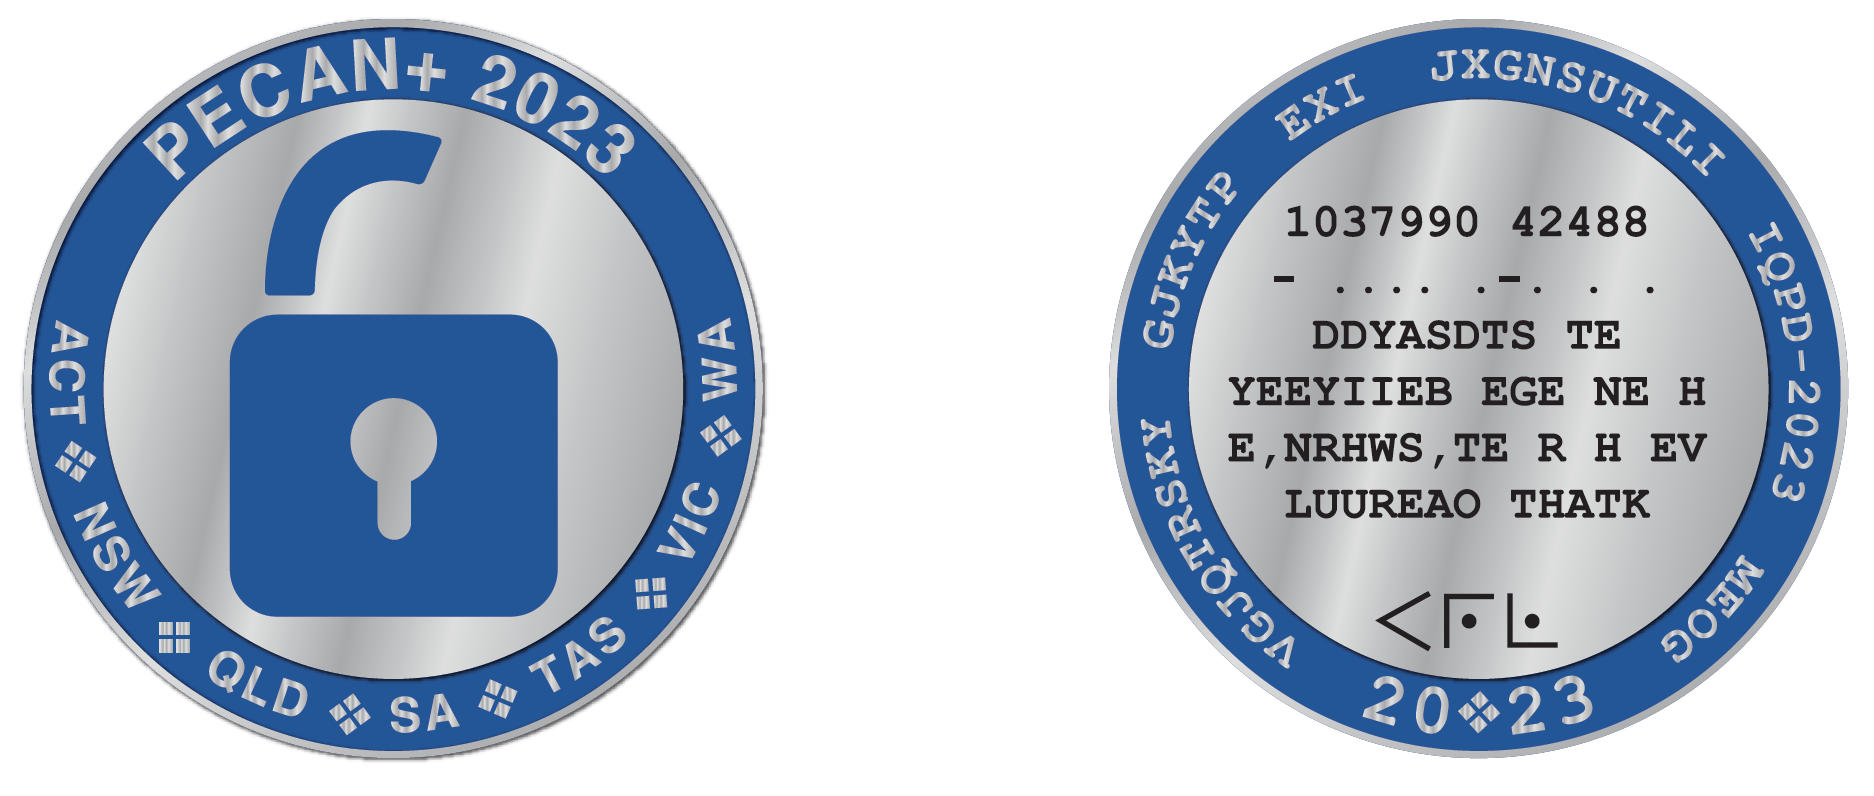 PECAN+ 2023
ACT ❖ NSW ❖ QLD ❖ SA ❖ TAS ❖ VIC ❖ WA
VGJQTRSKY GJKYTP EXI JXGNSUTILI IQPD-2023 MEOG
1037990 42488
- .... .-. . .
DDYASDTS TE
YEEYIIEB EGE NE H
E,NRHWS,TE R H EV
LUUREAO THATK
20❖23